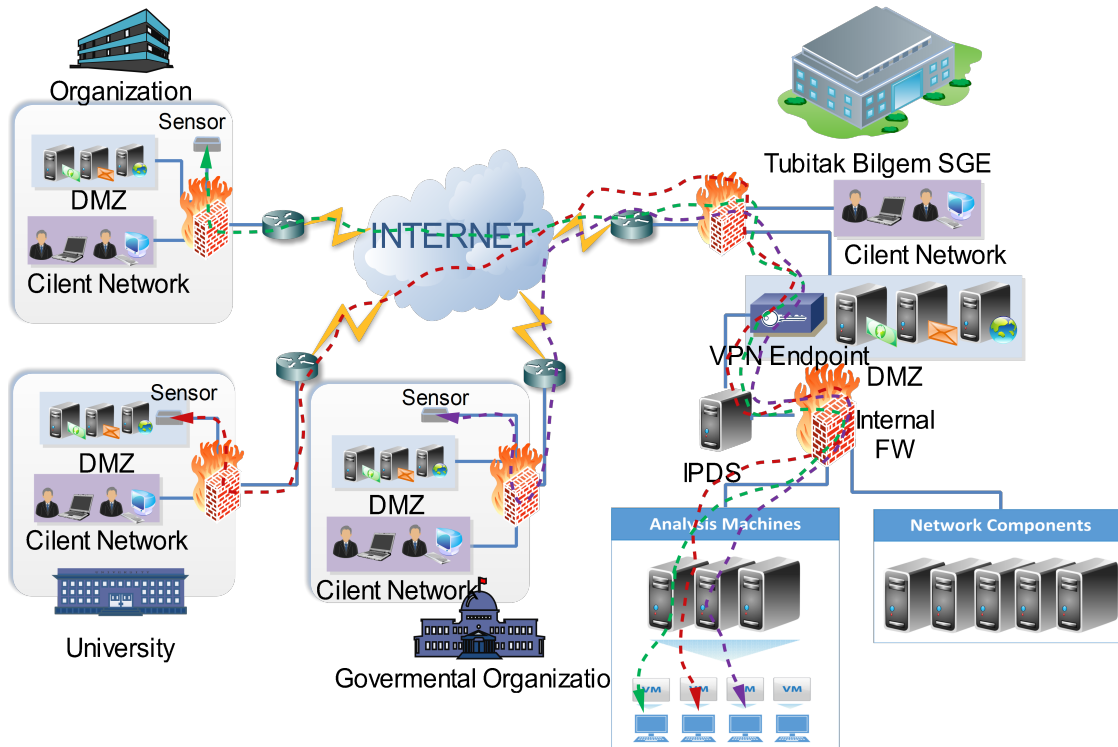 Organization
Sensor
DMZ
Cilent Network
INTERNET
Tubitak Bilgem SGE
Cilent Network
VPN Endpoint
DMZ
Internal
FW
IPDS
Sensor
DMZ
Cilent Network
University
Sensor
DMZ
Cilent Network
Govermental Organizatio
Analysis Machines
VM
VM
VM
VM
Network Components